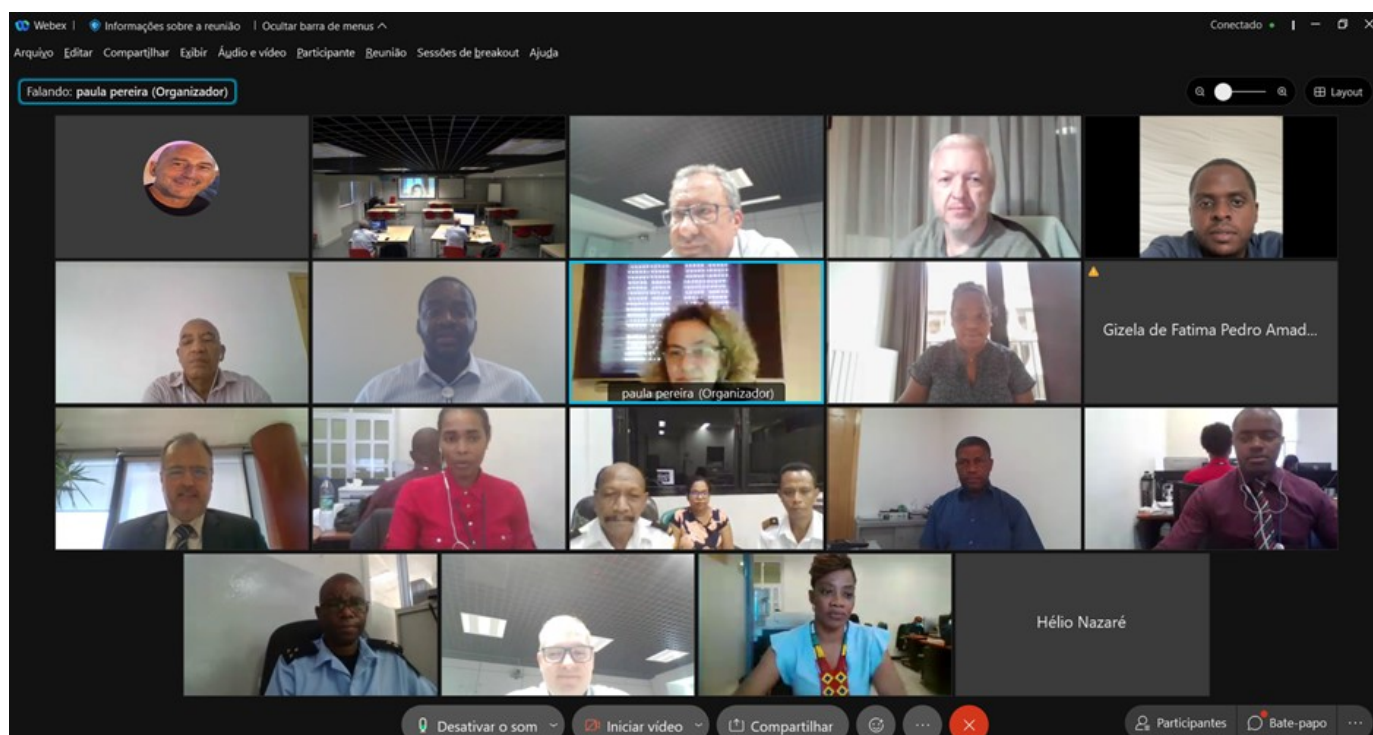 Webex | Informações sobre a reunião | Ocultar barra de menus
Conectado
Arquivo Editar Compartilhar Exibir Áudio e vídeo Participante Reunião Sessões de breakout Ajuda
Falando: paula pereira (Organizador)
Layout
paula pereira (Organizador)
Gizela de Fatima Pedro Amad...
Hélio Nazaré
Desativar o som
Iniciar vídeo
Compartilhar
Participantes
Bate-papo